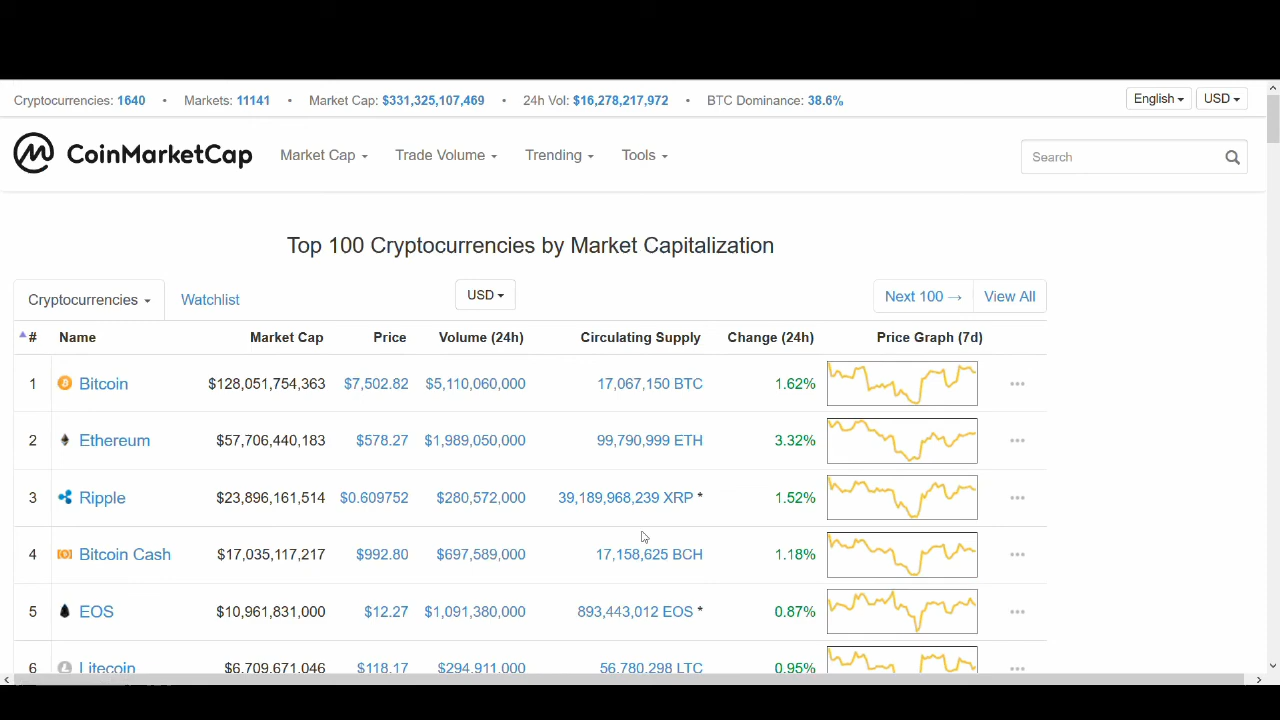 Cryptocurrencies: 1640 • Markets: 11141 • Market Cap: $331,325,107,469 • 24h Vol: $16,278,217,972 • BTC Dominance: 38.6% English USD
CoinMarketCap Market Cap Trade Volume Trending Tools Search
Top 100 Cryptocurrencies by Market Capitalization
Cryptocurrencies Watchlist USD Next 100 → View All
# Name Market Cap Price Volume (24h) Circulating Supply Change (24h) Price Graph (7d)
1 Bitcoin $128,051,754,363 $7,502.82 $5,110,060,000 17,067,150 BTC 1.62%
2 Ethereum $57,706,440,183 $578.27 $1,989,050,000 99,790,999 ETH 3.32%
3 Ripple $23,896,161,514 $0.609752 $280,572,000 39,189,968,239 XRP * 1.52%
4 Bitcoin Cash $17,035,117,217 $992.80 $697,589,000 17,158,625 BCH 1.18%
5 EOS $10,961,831,000 $12.27 $1,091,380,000 893,443,012 EOS * 0.87%
6 Litecoin $6,709,671,046 $118.17 $294,911,000 56,780,298 LTC 0.95%